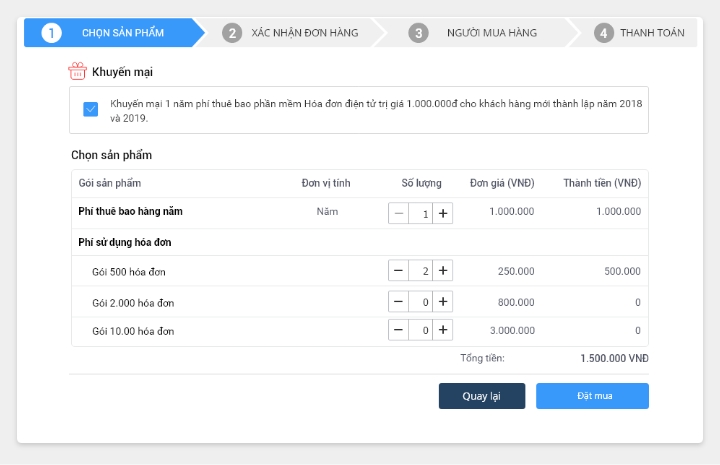 1 CHỌN SẢN PHẨM 2 XÁC NHẬN ĐƠN HÀNG 3 NGƯỜI MUA HÀNG 4 THANH TOÁN
Khuyến mại
Khuyến mại 1 năm phí thuê bao phần mềm Hóa đơn điện tử trị giá 1.000.000đ cho khách hàng mới thành lập năm 2018
và 2019.
Chọn sản phẩm
Gói sản phẩm Đơn vị tính Số lượng Đơn giá (VNĐ) Thành tiền (VNĐ)
Phí thuê bao hàng năm Năm − 1 + 1.000.000 1.000.000
Phí sử dụng hóa đơn
Gói 500 hóa đơn − 2 + 250.000 500.000
Gói 2.000 hóa đơn − 0 + 800.000 0
Gói 10.00 hóa đơn − 0 + 3.000.000 0
Tổng tiền: 1.500.000 VNĐ
Quay lại Đặt mua